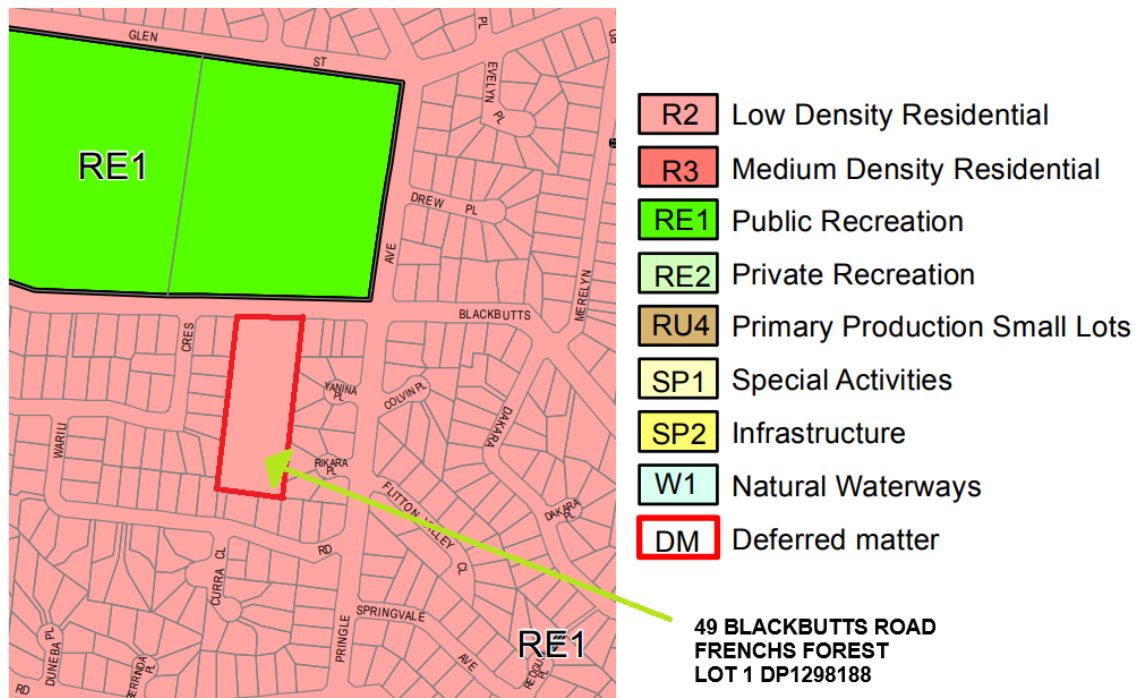 GLEN
ST
PL
EVELYN
PL
RE1
DREW PL
AVE
MERELYN
BLACKBUTTS
CRES
YANINA
PL
COLVIN PL
DAKARA
WARILI
RIKARA
PL
FLITTON VALLEY
CL
DAKARA
PL
RD
CURRA CL
SPRINGVALE
AVE
PRINGLE
RE1
DUNEBA
PL
PL
RD
R2 Low Density Residential
R3 Medium Density Residential
RE1 Public Recreation
RE2 Private Recreation
RU4 Primary Production Small Lots
SP1 Special Activities
SP2 Infrastructure
W1 Natural Waterways
DM Deferred matter
49 BLACKBUTTS ROAD
FRENCHS FOREST
LOT 1 DP1298188